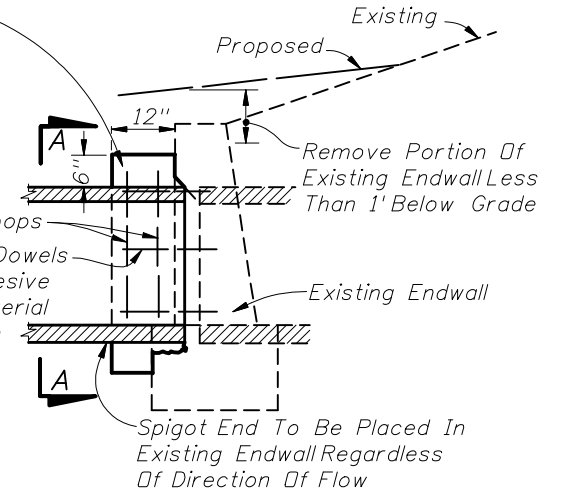 Existing
Proposed
12"
A
6"
Remove Portion Of
Existing Endwall Less
Than 1' Below Grade
Dowels
Existing Endwall
A
Spigot End To Be Placed In
Existing Endwall Regardless
Of Direction Of Flow